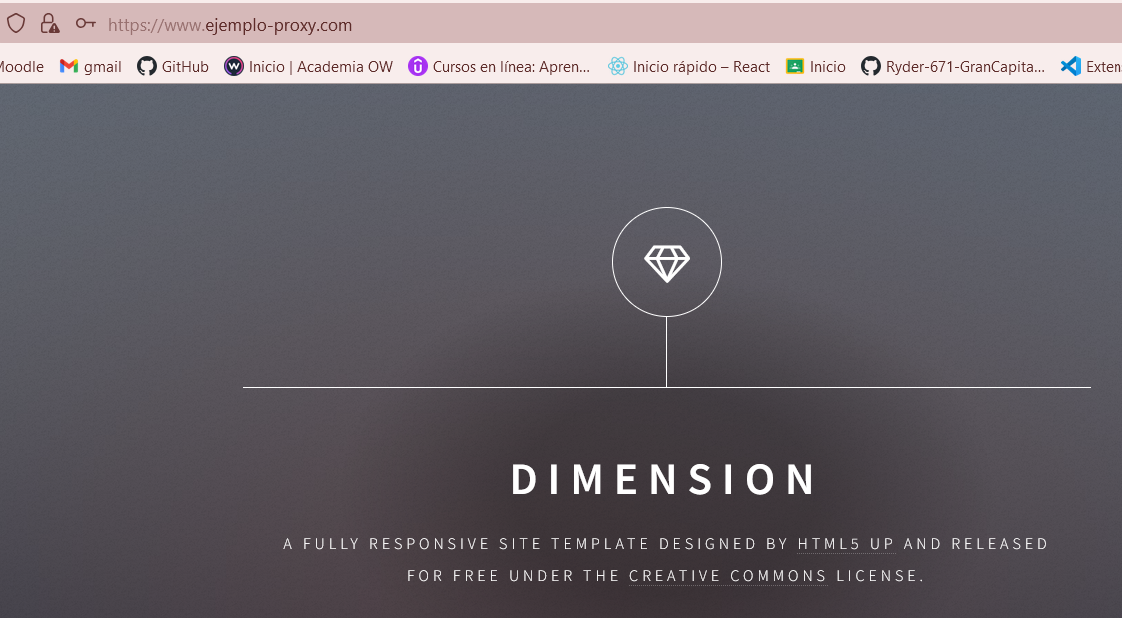 https://www.ejemplo-proxy.com
Moodle gmail GitHub Inicio | Academia OW Cursos en línea: Apren... Inicio rápido – React Inicio Ryder-671-GranCapita... Exten
DIMENSION
A FULLY RESPONSIVE SITE TEMPLATE DESIGNED BY HTML5 UP AND RELEASED
FOR FREE UNDER THE CREATIVE COMMONS LICENSE.